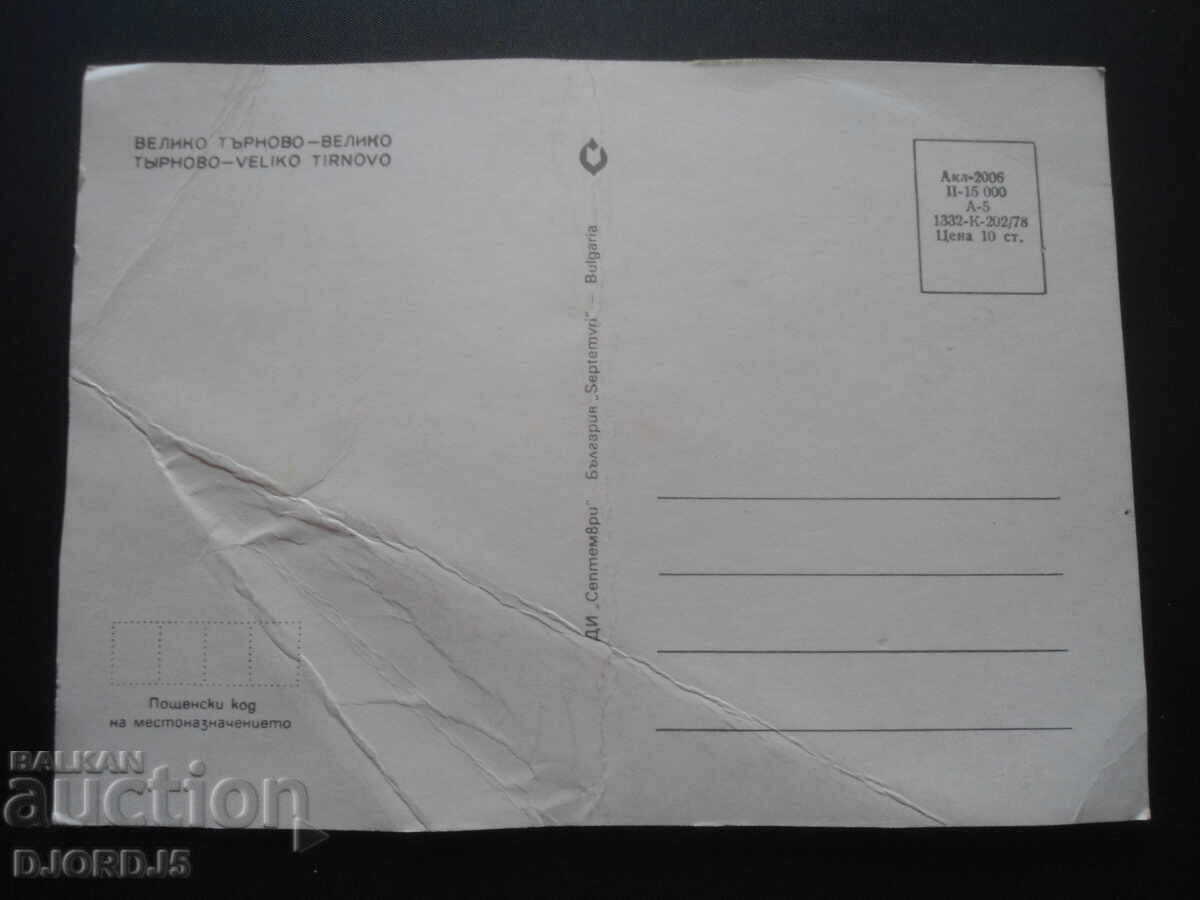 ВЕЛИКО ТЪРНОВО—ВЕЛИКО
ТЫРНОВО—VELIKO TIRNOVO
Акл-2006
II-15 000
А-5
1332-К-202/78
Цена 10 ст.
ДИ „Септември" България „Septemvri" — Bulgaria
Пощенски код
на местоназначението
BALKAN
auction
DJORDJ5